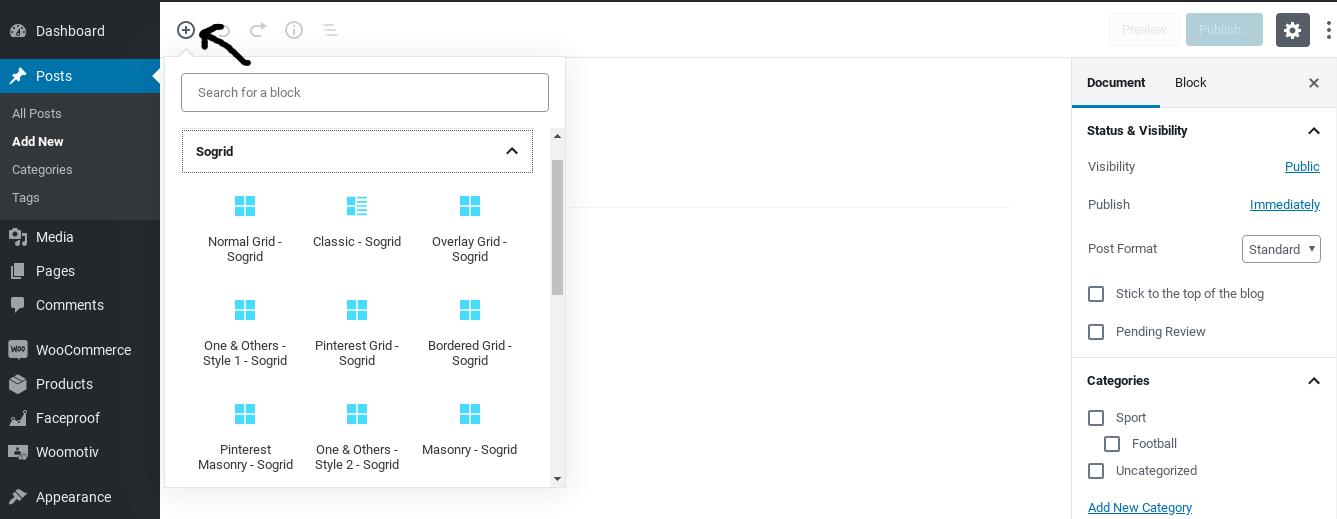 Dashboard
Posts
All Posts
Add New
Categories
Tags
Media
Pages
Comments
WOO WooCommerce
Products
Faceproof
Woomotiv
Appearance
Preview
Publish...
Search for a block
Sogrid
Normal Grid -
Sogrid
Classic - Sogrid
Overlay Grid -
Sogrid
One & Others -
Style 1 - Sogrid
Pinterest Grid -
Sogrid
Bordered Grid -
Sogrid
Pinterest
Masonry - Sogrid
One & Others -
Style 2 - Sogrid
Masonry - Sogrid
Document
Block
Status & Visibility
Visibility Public
Publish Immediately
Post Format Standard
Stick to the top of the blog
Pending Review
Categories
Sport
Football
Uncategorized
Add New Category